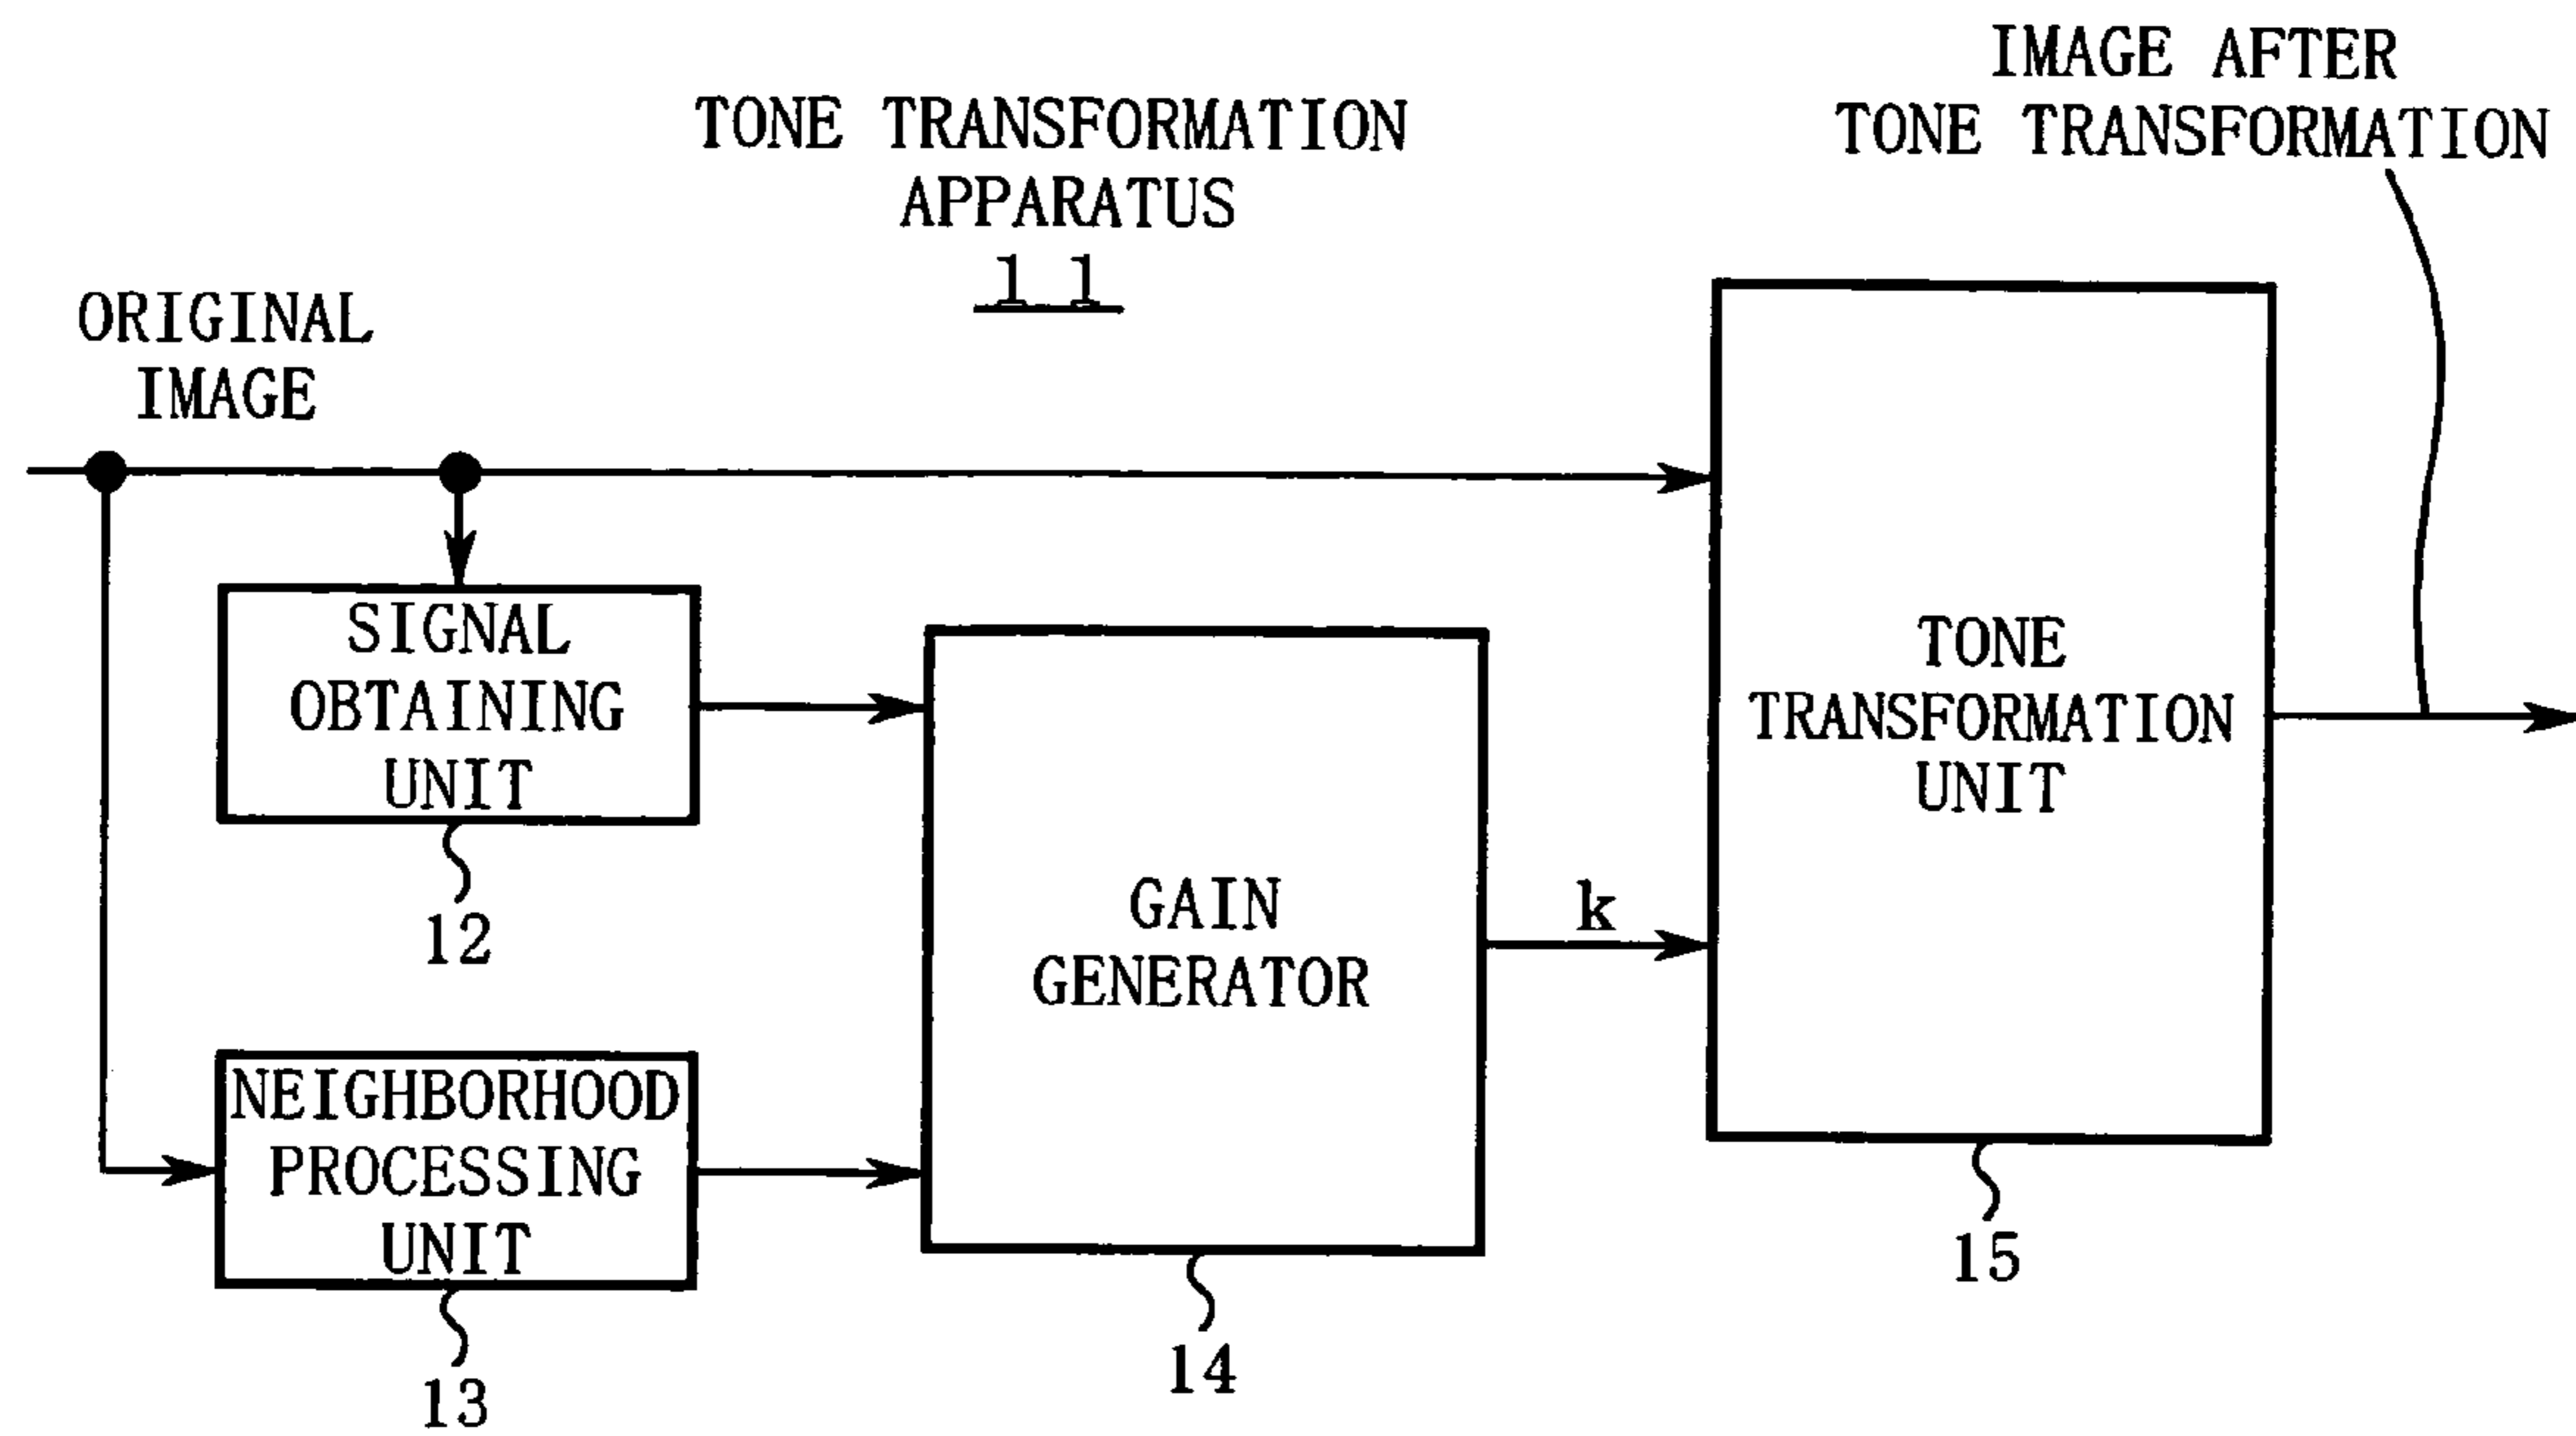 IMAGE AFTER
TONE TRANSFORMATION
TONE TRANSFORMATION
APPARATUS
11
ORIGINAL
IMAGE
SIGNAL
OBTAINING
UNIT
12
NEIGHBORHOOD
PROCESSING
UNIT
13
GAIN
GENERATOR
14
k
TONE
TRANSFORMATION
UNIT
15